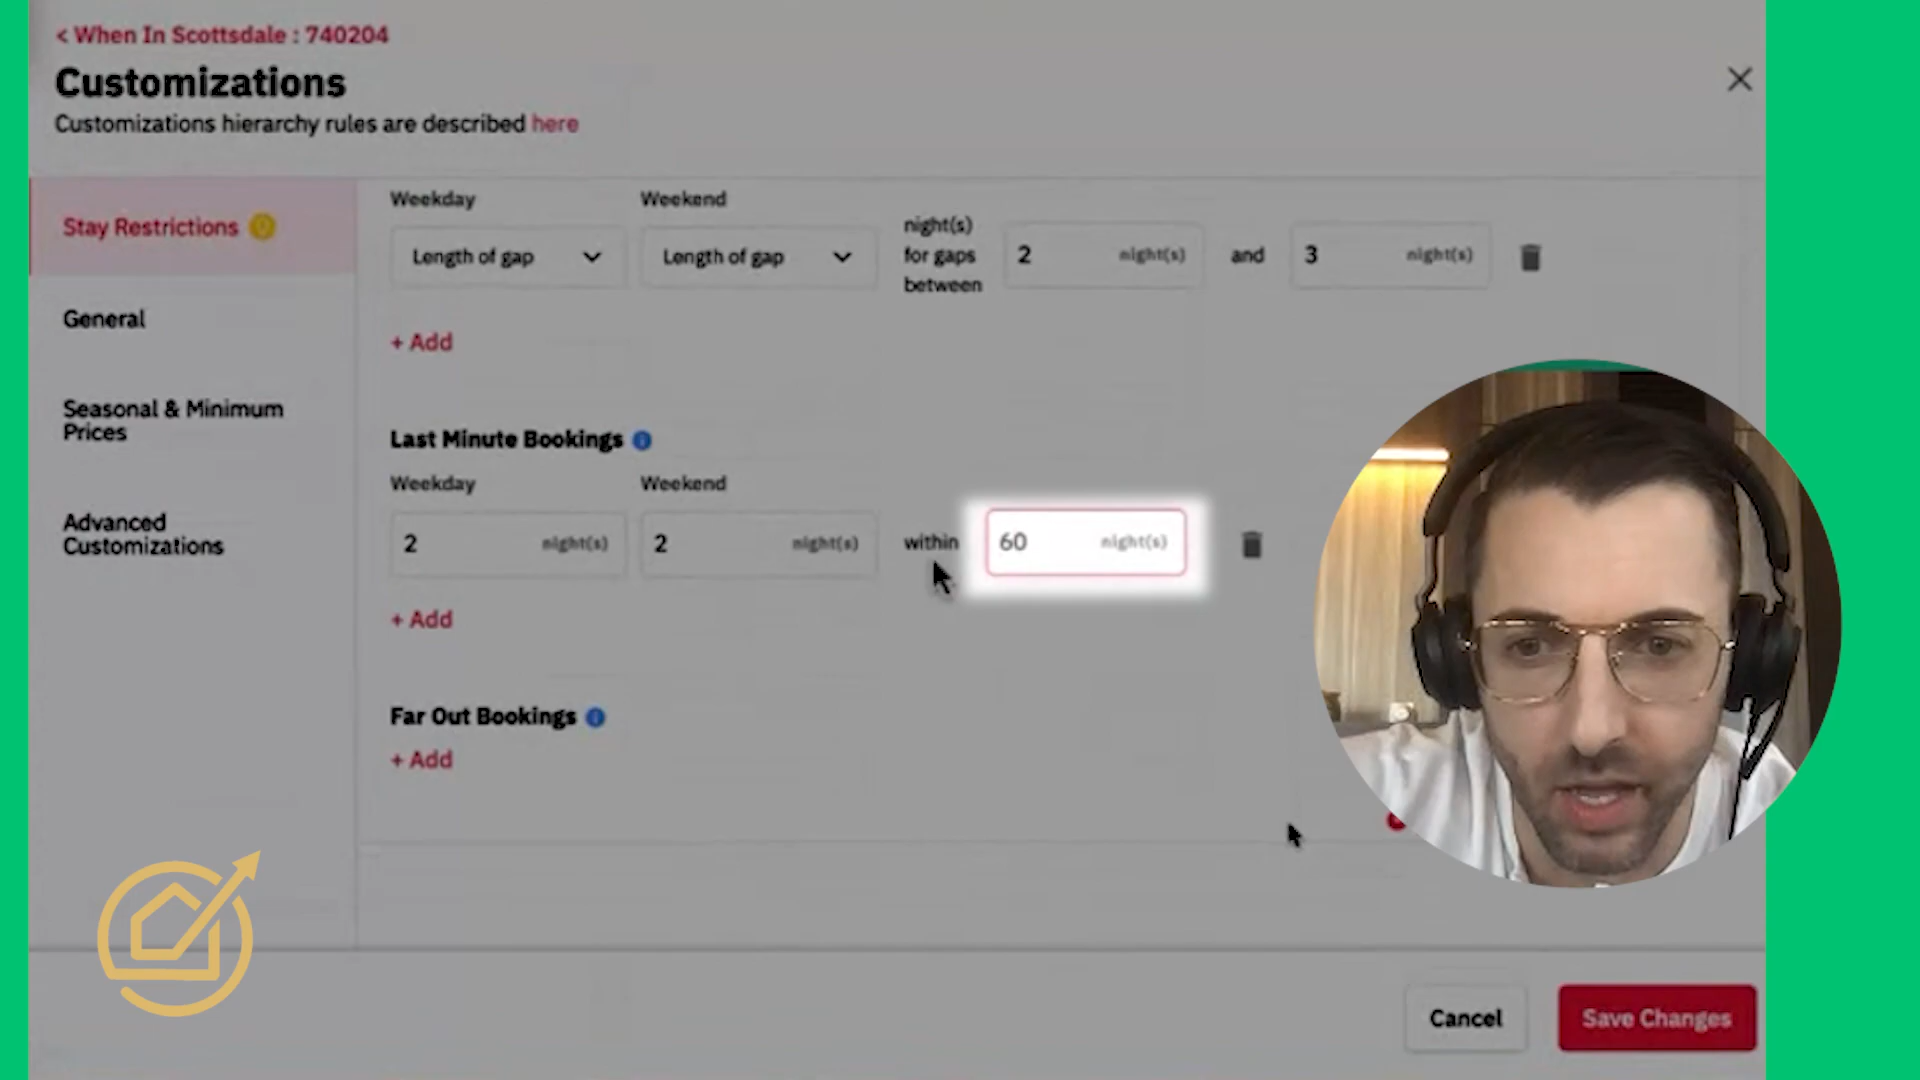 < When In Scottsdale : 740204
Customizations
Customizations hierarchy rules are described here
Stay Restrictions
General
Seasonal & Minimum
Prices
Advanced
Customizations
Weekday
Weekend
Length of gap
Length of gap
night(s)
for gaps
between
2 night(s)
and
3 night(s)
+ Add
Last Minute Bookings
Weekday
Weekend
2 night(s)
2 night(s)
within
60 night(s)
+ Add
Far Out Bookings
+ Add
Cancel
Save Changes